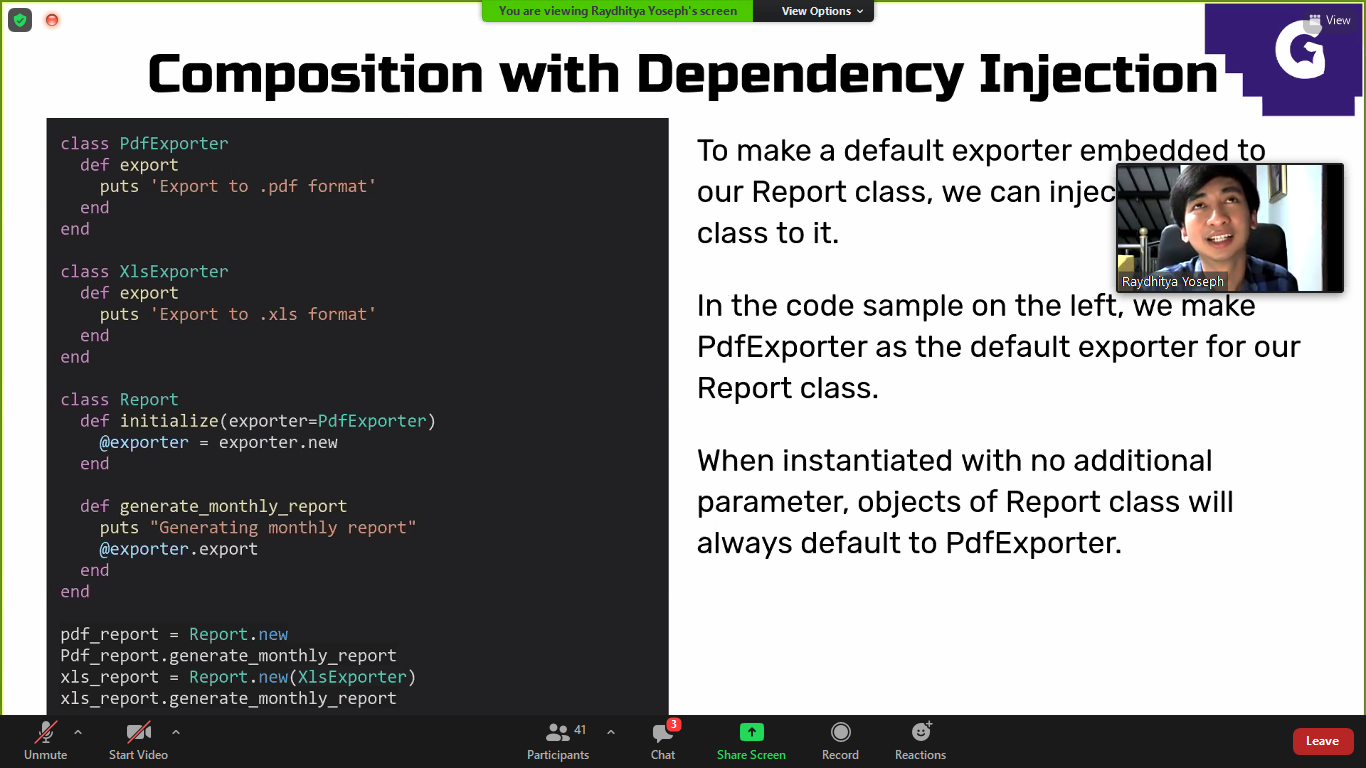 You are viewing Raydhitya Yoseph's screen
View Options
View
G
Composition with Dependency Injection
class PdfExporter
def export
puts 'Export to .pdf format'
end
end
class XlsExporter
def export
puts 'Export to .xls format'
end
end
class Report
def initialize(exporter=PdfExporter)
@exporter = exporter.new
end
def generate_monthly_report
puts "Generating monthly report"
@exporter.export
end
end
pdf_report = Report.new
Pdf_report.generate_monthly_report
xls_report = Report.new(XlsExporter)
xls_report.generate_monthly_report
To make a default exporter embedded to
our Report class, we can injec
class to it.
In the code sample on the left, we make
PdfExporter as the default exporter for our
Report class.
When instantiated with no additional
parameter, objects of Report class will
always default to PdfExporter.
Raydhitya Yoseph
Unmute
Start Video
Participants
41
Chat
3
Share Screen
Record
Reactions
Leave